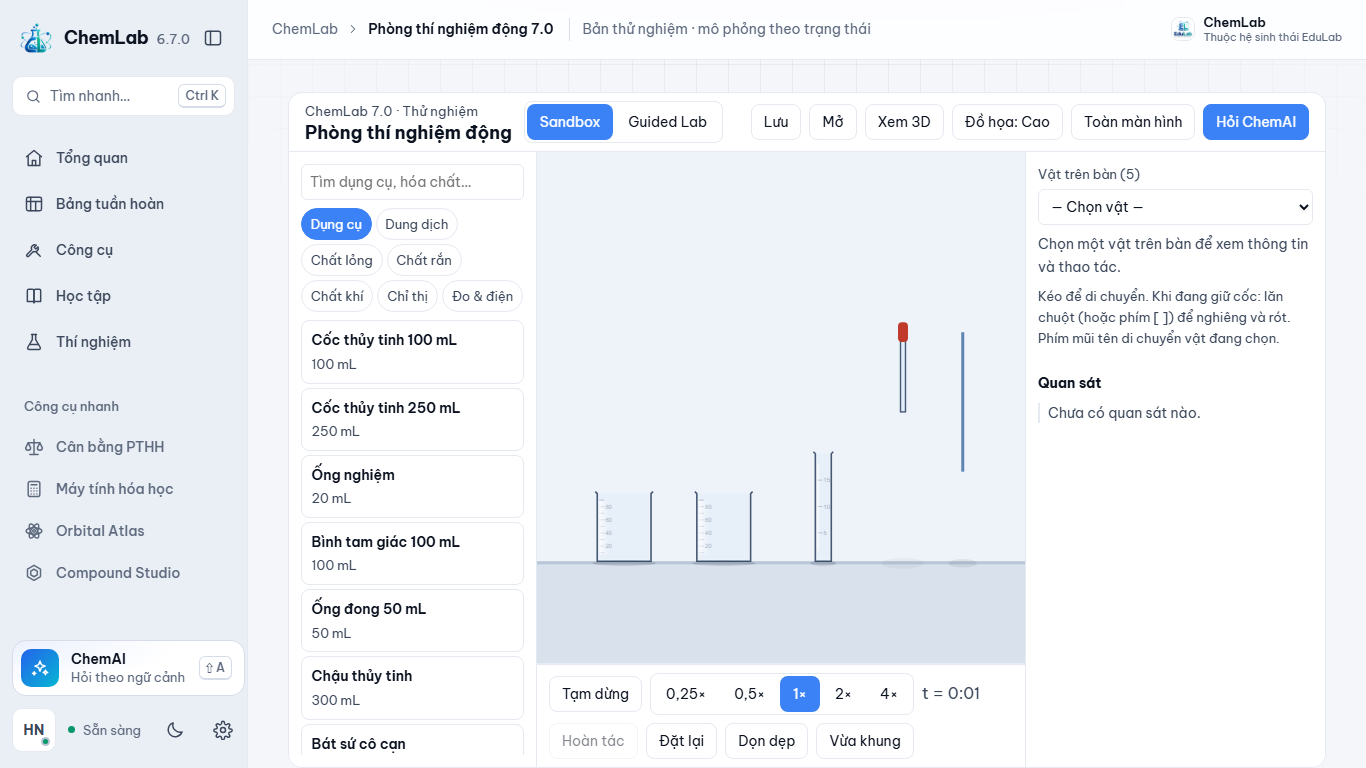 ChemLab 6.7.0
Tìm nhanh... Ctrl K
Tổng quan
Bảng tuần hoàn
Công cụ
Học tập
Thí nghiệm
Công cụ nhanh
Cân bằng PTHH
Máy tính hóa học
Orbital Atlas
Compound Studio
ChemAI
Hỏi theo ngữ cảnh
⇧ A
HN
Sẵn sàng
ChemLab > Phòng thí nghiệm động 7.0
Bản thử nghiệm · mô phỏng theo trạng thái
ChemLab
Thuộc hệ sinh thái EduLab
ChemLab 7.0 · Thử nghiệm
Phòng thí nghiệm động
Sandbox Guided Lab
Lưu Mở Xem 3D Đồ họa: Cao Toàn màn hình Hỏi ChemAI
Tìm dụng cụ, hóa chất...
Dụng cụ Dung dịch
Chất lỏng Chất rắn
Chất khí Chỉ thị Đo & điện
Cốc thủy tinh 100 mL
100 mL
Cốc thủy tinh 250 mL
250 mL
Ống nghiệm
20 mL
Bình tam giác 100 mL
100 mL
Ống đong 50 mL
50 mL
Chậu thủy tinh
300 mL
Bát sứ cô cạn
80
60
40
20
80
60
40
20
15
10
5
Tạm dừng 0,25× 0,5× 1× 2× 4× t = 0:01
Hoàn tác Đặt lại Dọn dẹp Vừa khung
Vật trên bàn (5)
— Chọn vật —
Chọn một vật trên bàn để xem thông tin
và thao tác.
Kéo để di chuyển. Khi đang giữ cốc: lăn
chuột (hoặc phím [ ]) để nghiêng và rót.
Phím mũi tên di chuyển vật đang chọn.
Quan sát
Chưa có quan sát nào.